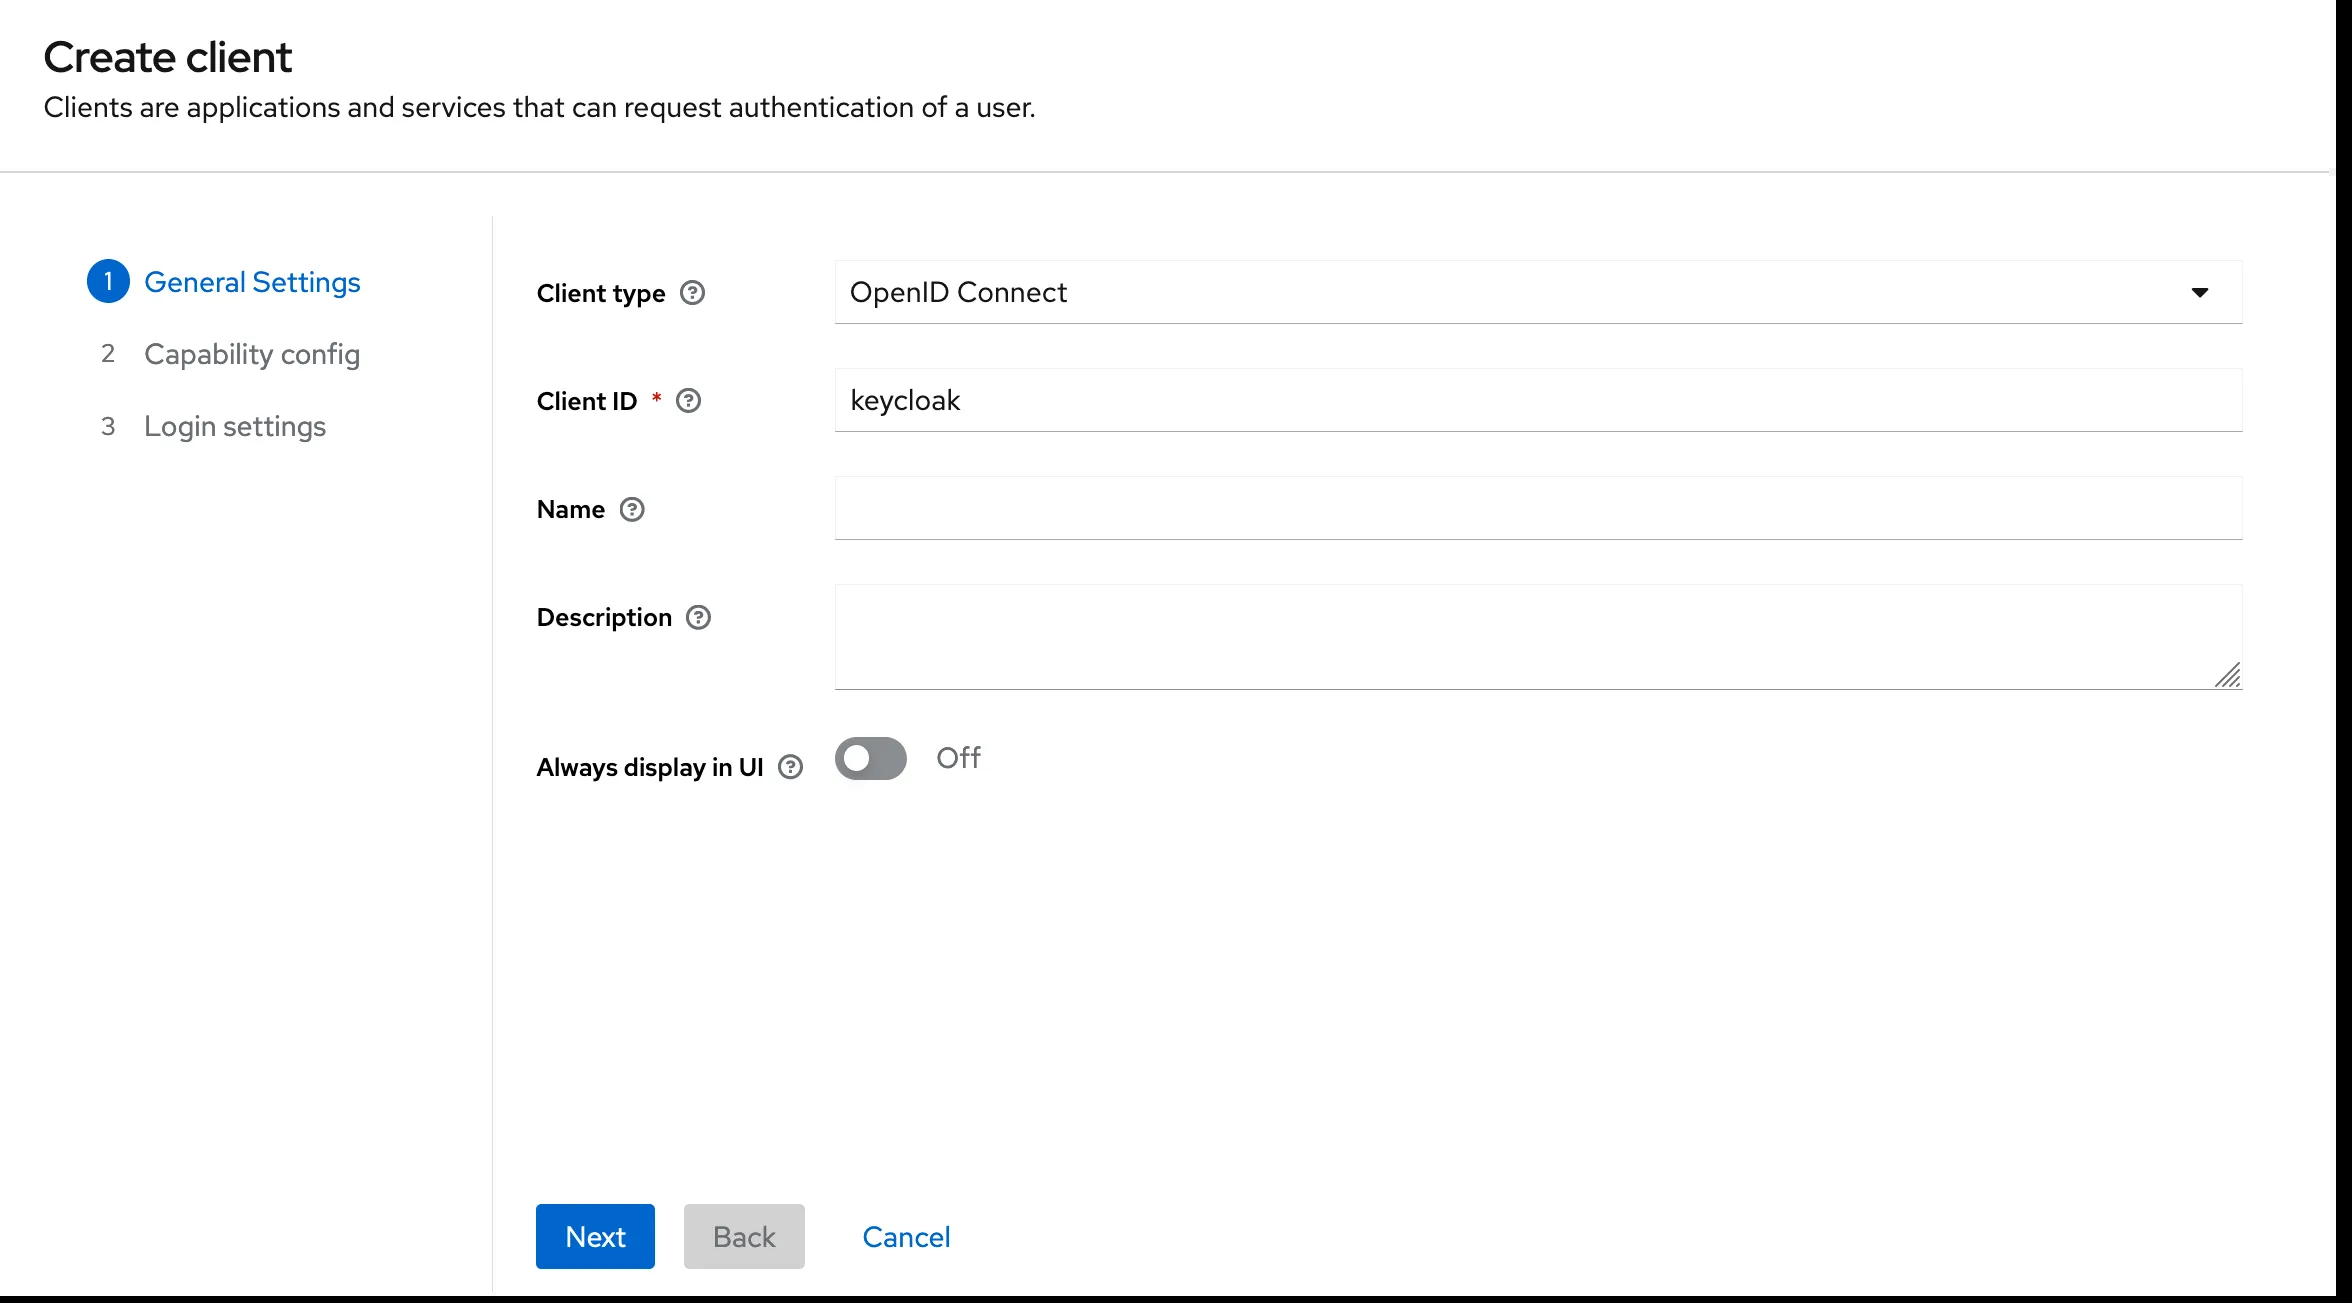 Create client
Clients are applications and services that can request authentication of a user.
1 General Settings
2 Capability config
3 Login settings
Client type ? OpenID Connect
Client ID * ? keycloak
Name ?
Description ?
Always display in UI ? Off
Next Back Cancel